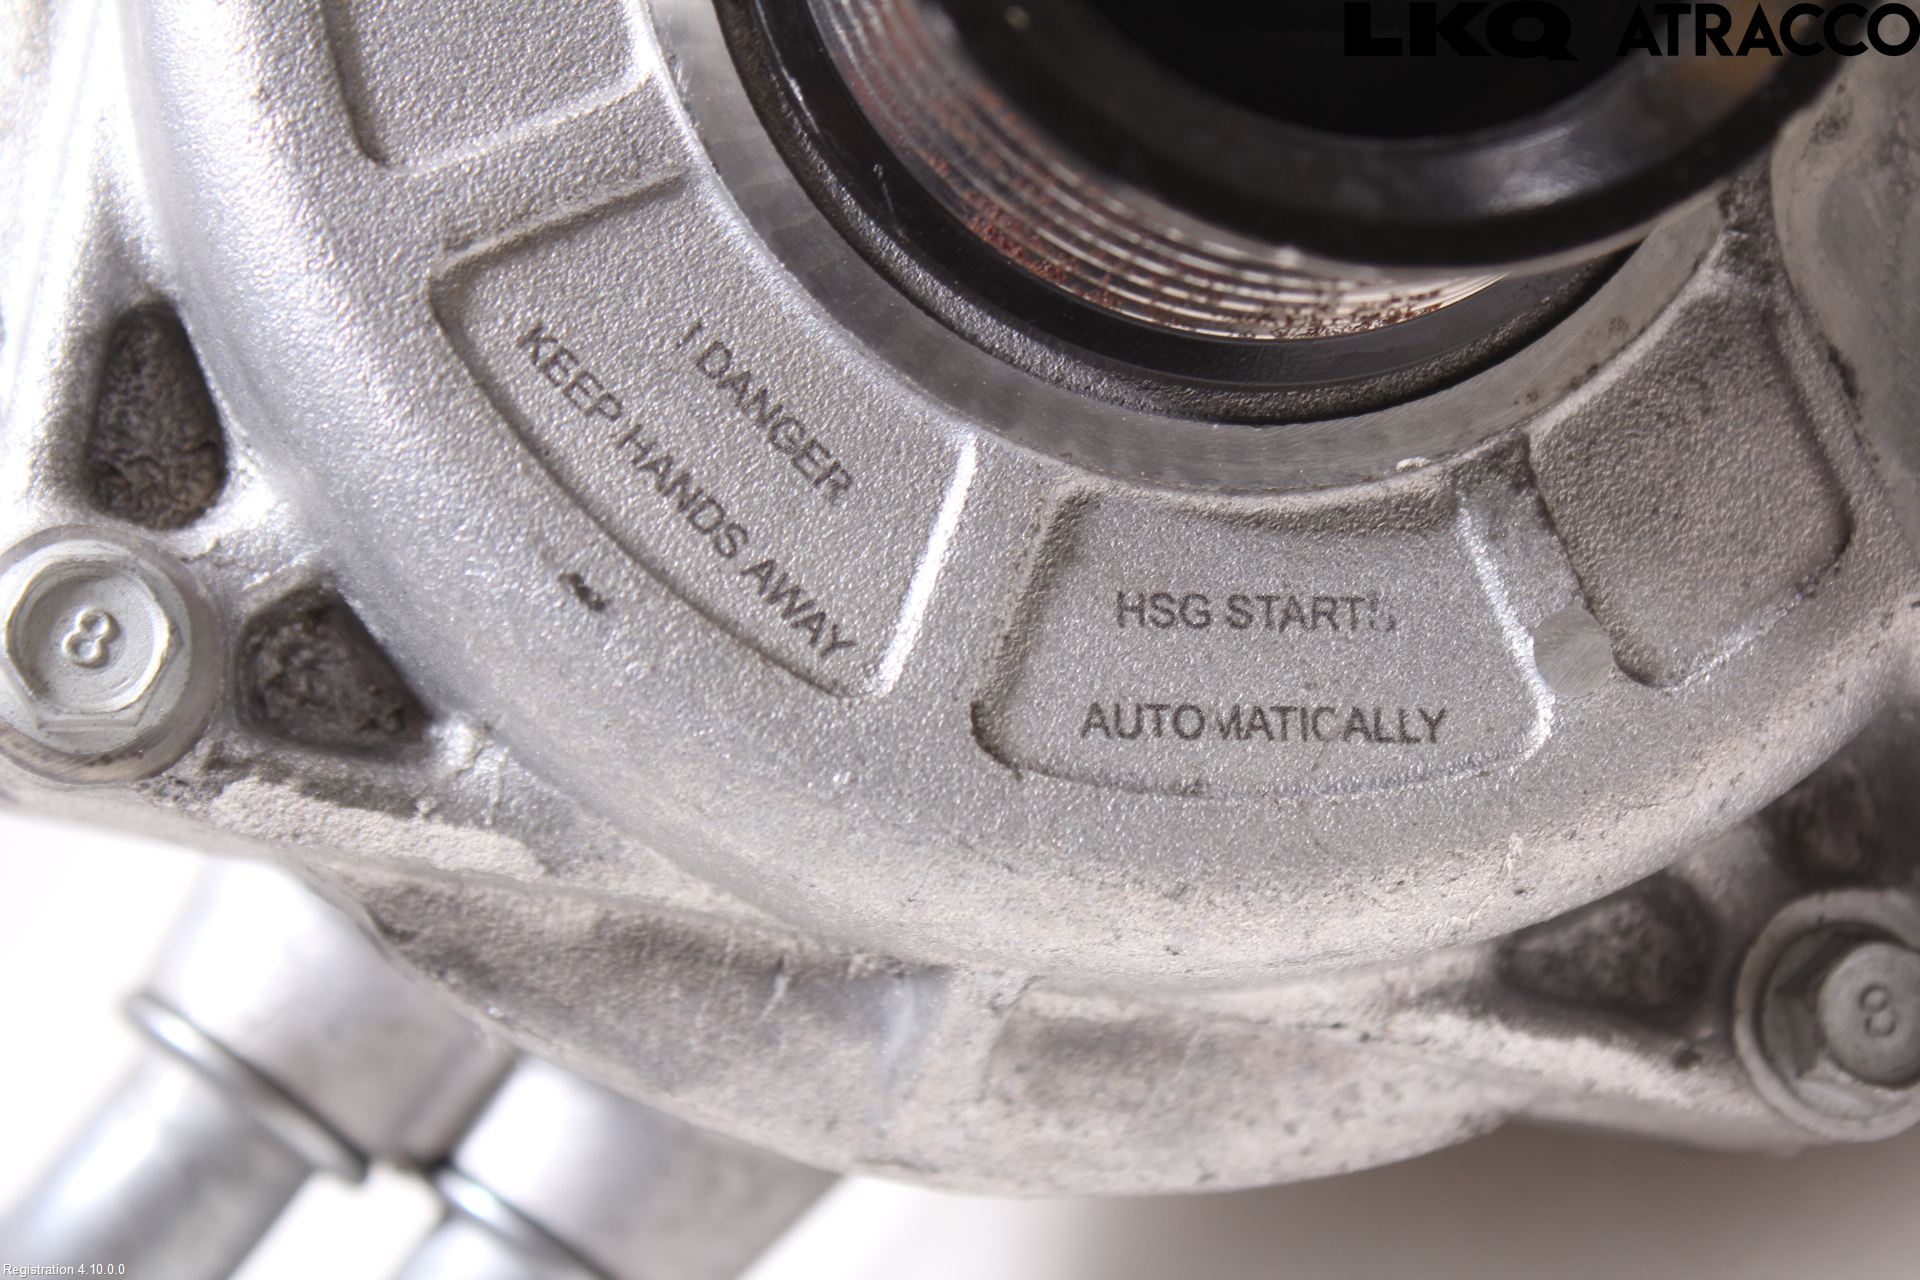 LKQ ATRACCO
! DANGER
KEEP HANDS AWAY
HSG STARTS
AUTOMATICALLY
8
8
Registration 4.10.0.0